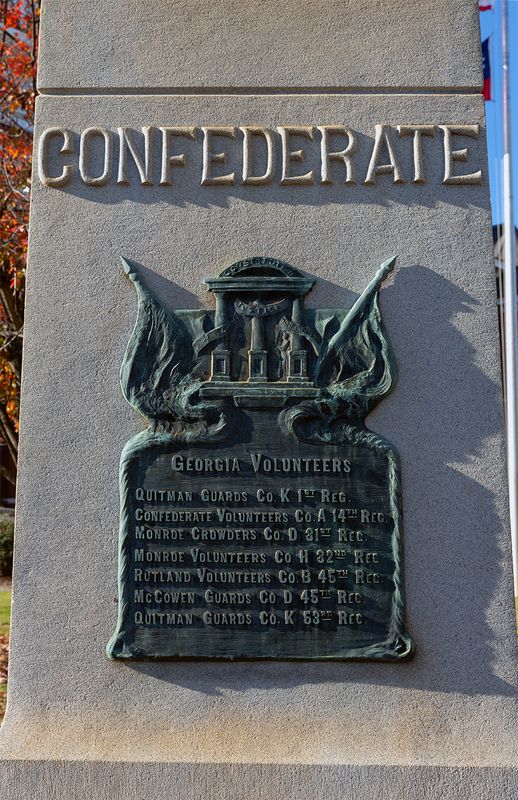 CONFEDERATE
CONSTITUTION
GEORGIA VOLUNTEERS
QUITMAN GUARDS CO. K 1ST REG.
CONFEDERATE VOLUNTEERS CO. A 14TH REG.
MONROE CROWDERS CO. D 31ST REG.
MONROE VOLUNTEERS CO H 32ND REG
RUTLAND VOLUNTEERS CO. B 45TH REG.
MCCOWEN GUARDS CO D 45TH REG.
QUITMAN GUARDS CO. K 53RD REG.